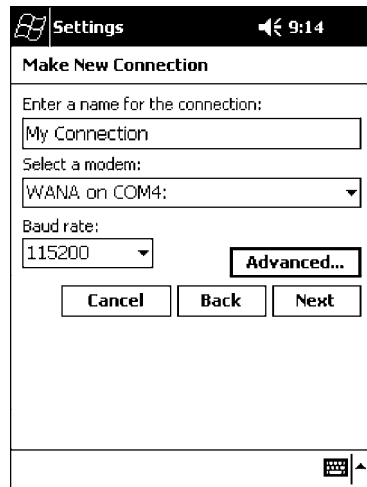 Settings 9:14
Make New Connection
Enter a name for the connection:
My Connection
Select a modem:
WANA on COM4:
Baud rate:
115200
Advanced...
Cancel Back Next